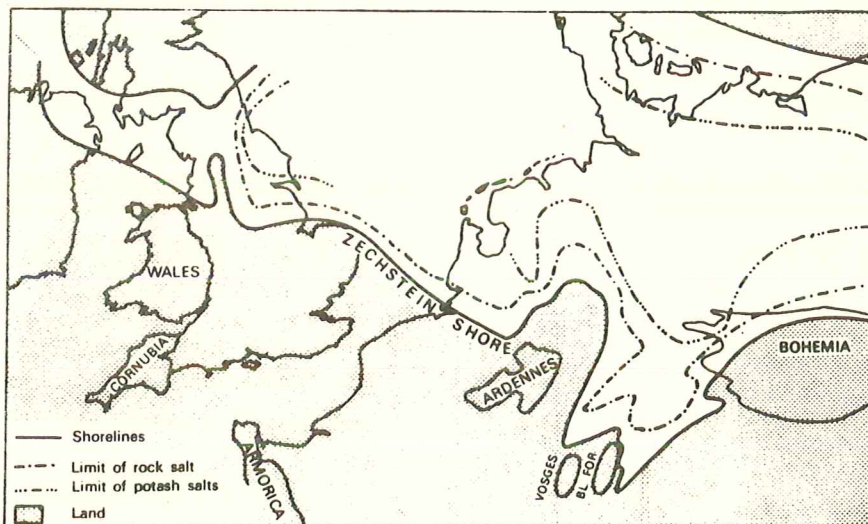 WALES
CORNUBIA
ZECHSTEIN SHORE
ARDENNES
BOHEMIA
ARMORICA
VOSGES
BL. FOR.
Shorelines
Limit of rock salt
Limit of potash salts
Land